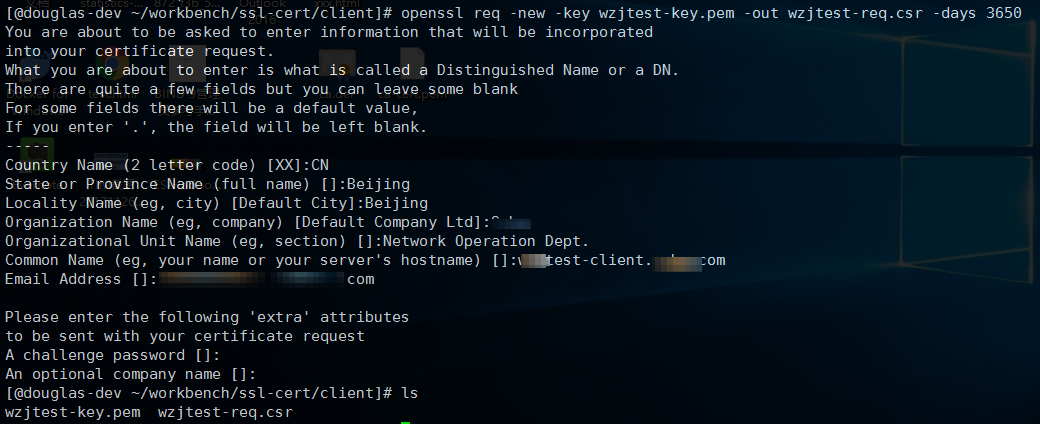 [@douglas-dev ~/workbench/ssl-cert/client]# openssl req -new -key wzjtest-key.pem -out wzjtest-req.csr -days 3650
You are about to be asked to enter information that will be incorporated
into your certificate request.
What you are about to enter is what is called a Distinguished Name or a DN.
There are quite a few fields but you can leave some blank
For some fields there will be a default value,
If you enter '.', the field will be left blank.
-----
Country Name (2 letter code) [XX]:CN
State or Province Name (full name) []:Beijing
Locality Name (eg, city) [Default City]:Beijing
Organization Name (eg, company) [Default Company Ltd]:
Organizational Unit Name (eg, section) []:Network Operation Dept.
Common Name (eg, your name or your server's hostname) []: test-client. com
Email Address []: com
Please enter the following 'extra' attributes
to be sent with your certificate request
A challenge password []:
An optional company name []:
[@douglas-dev ~/workbench/ssl-cert/client]# ls
wzjtest-key.pem wzjtest-req.csr